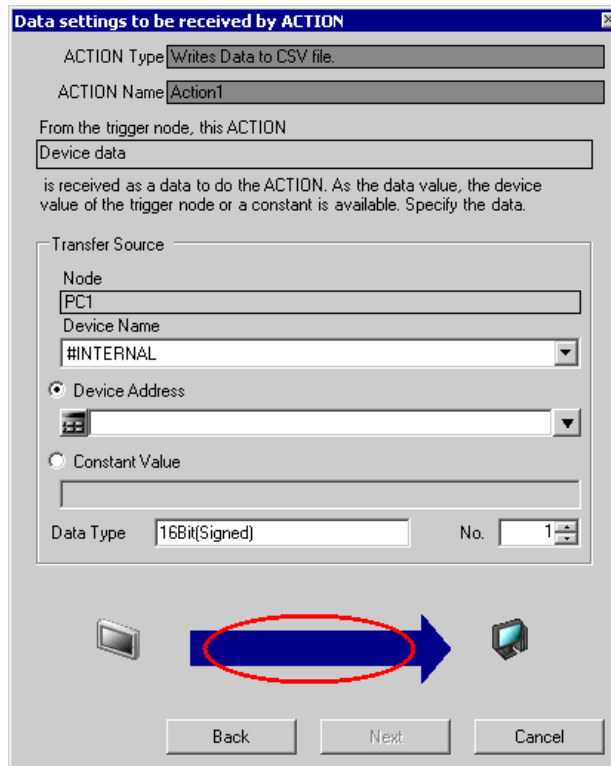 Data settings to be received by ACTION
ACTION Type Writes Data to CSV file.
ACTION Name Action1
From the trigger node, this ACTION
Device data
is received as a data to do the ACTION. As the data value, the device
value of the trigger node or a constant is available. Specify the data.
Transfer Source
Node
PC1
Device Name
#INTERNAL
Device Address
Constant Value
Data Type 16Bit(Signed) No. 1
Back Next Cancel